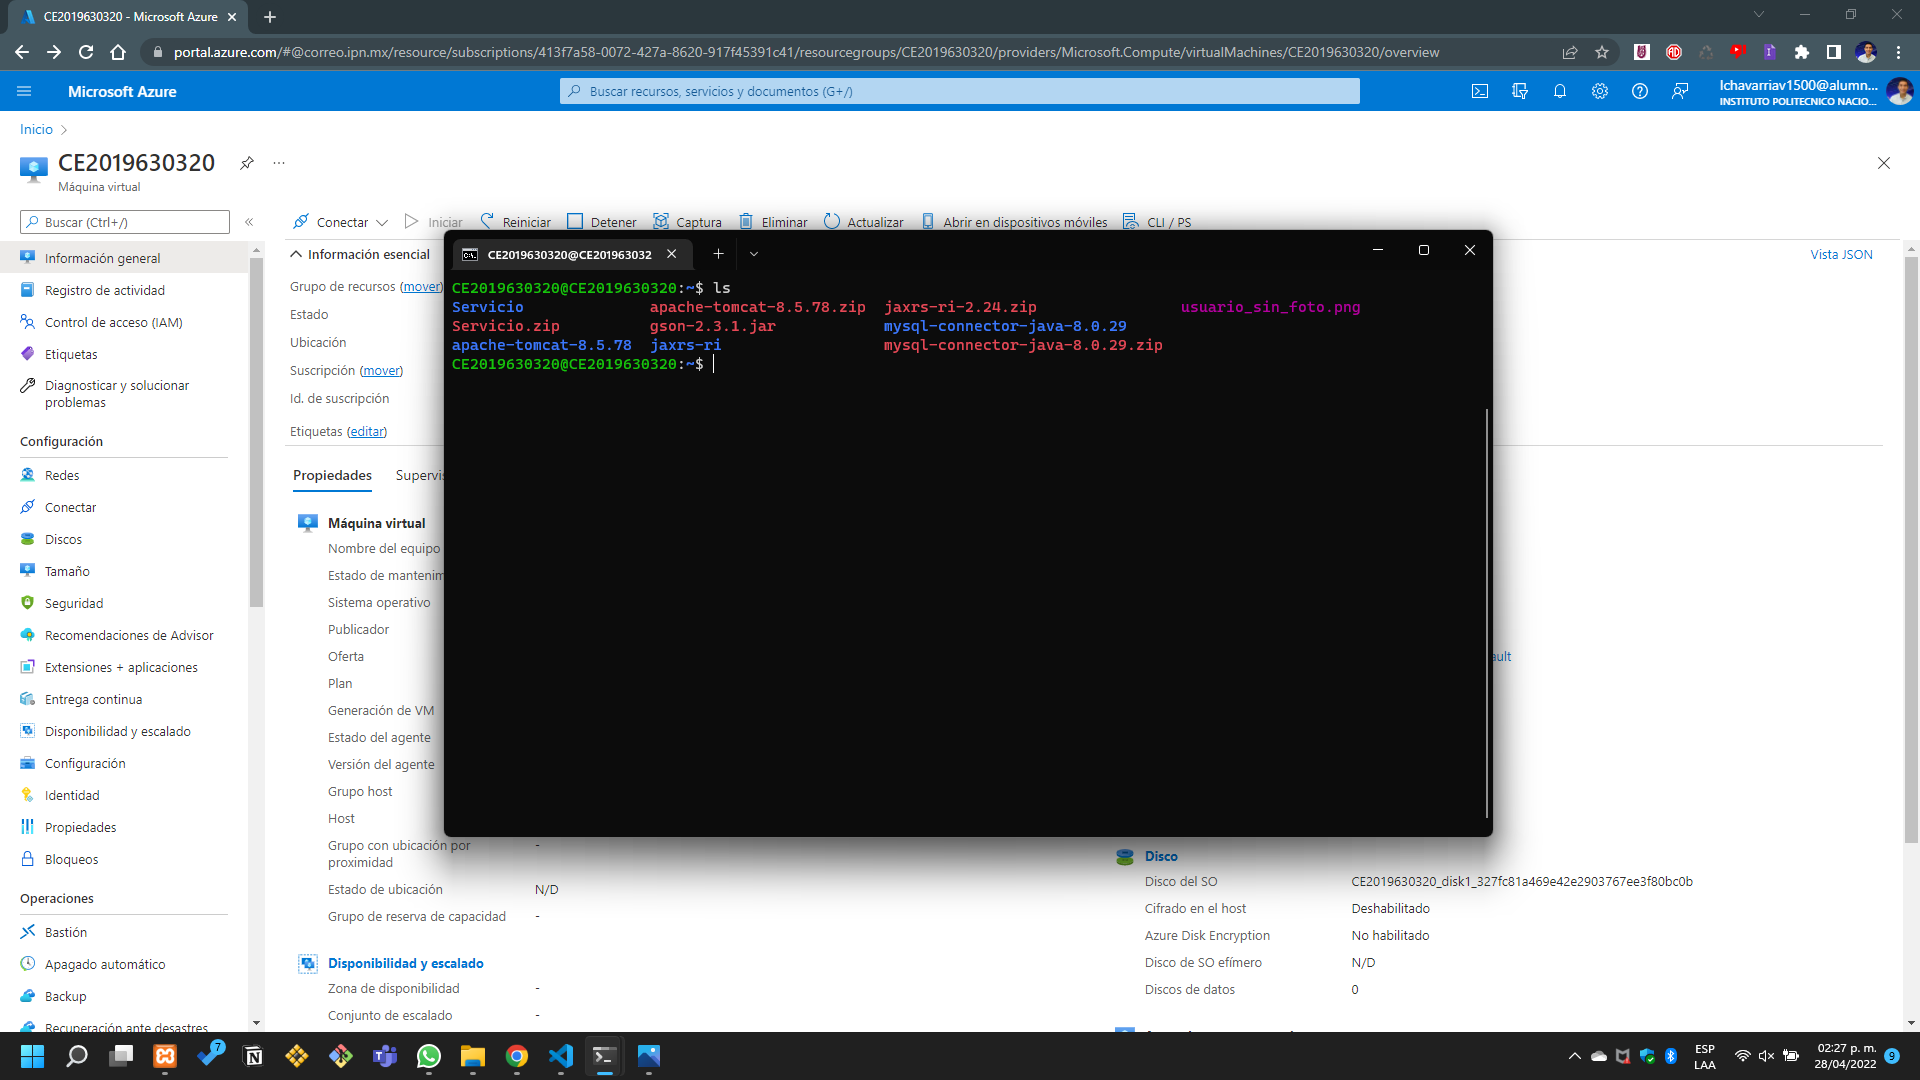 CE2019630320 - Microsoft Azure
portal.azure.com/#@correo.ipn.mx/resource/subscriptions/413f7a58-0072-427a-8620-917f45391c41/resourcegroups/CE2019630320/providers/Microsoft.Compute/virtualMachines/CE2019630320/overview
Microsoft Azure
Buscar recursos, servicios y documentos (G+/)
lchavarriav1500@alumn...
INSTITUTO POLITECNICO NACIO...
Inicio
CE2019630320
Máquina virtual
Buscar (Ctrl+/)
Conectar Iniciar Reiniciar Detener Captura Eliminar Actualizar Abrir en dispositivos móviles CLI / PS
Información general
Registro de actividad
Control de acceso (IAM)
Etiquetas
Diagnosticar y solucionar
problemas
Configuración
Redes
Conectar
Discos
Tamaño
Seguridad
Recomendaciones de Advisor
Extensiones + aplicaciones
Entrega continua
Disponibilidad y escalado
Configuración
Identidad
Propiedades
Bloqueos
Operaciones
Bastión
Apagado automático
Backup
Recuperación ante desastres
Información esencial
Vista JSON
Grupo de recursos (mover)
Estado
Ubicación
Suscripción (mover)
Id. de suscripción
Etiquetas (editar)
Propiedades Supervis
Máquina virtual
Nombre del equipo
Estado de mantenim
Sistema operativo
Publicador
Oferta
Plan
Generación de VM
Estado del agente
Versión del agente
Grupo host
Host
Grupo con ubicación por
proximidad -
Estado de ubicación N/D
Grupo de reserva de capacidad -
Disponibilidad y escalado
Zona de disponibilidad -
Conjunto de escalado -
CE2019630320@CE201963032
CE2019630320@CE2019630320:~$ ls
Servicio apache-tomcat-8.5.78.zip jaxrs-ri-2.24.zip usuario_sin_foto.png
Servicio.zip gson-2.3.1.jar mysql-connector-java-8.0.29
apache-tomcat-8.5.78 jaxrs-ri mysql-connector-java-8.0.29.zip
CE2019630320@CE2019630320:~$
ault
Disco
Disco del SO CE2019630320_disk1_327fc81a469e42e2903767ee3f80bc0b
Cifrado en el host Deshabilitado
Azure Disk Encryption No habilitado
Disco de SO efímero N/D
Discos de datos 0
7
ESP
LAA
02:27 p. m.
28/04/2022
9